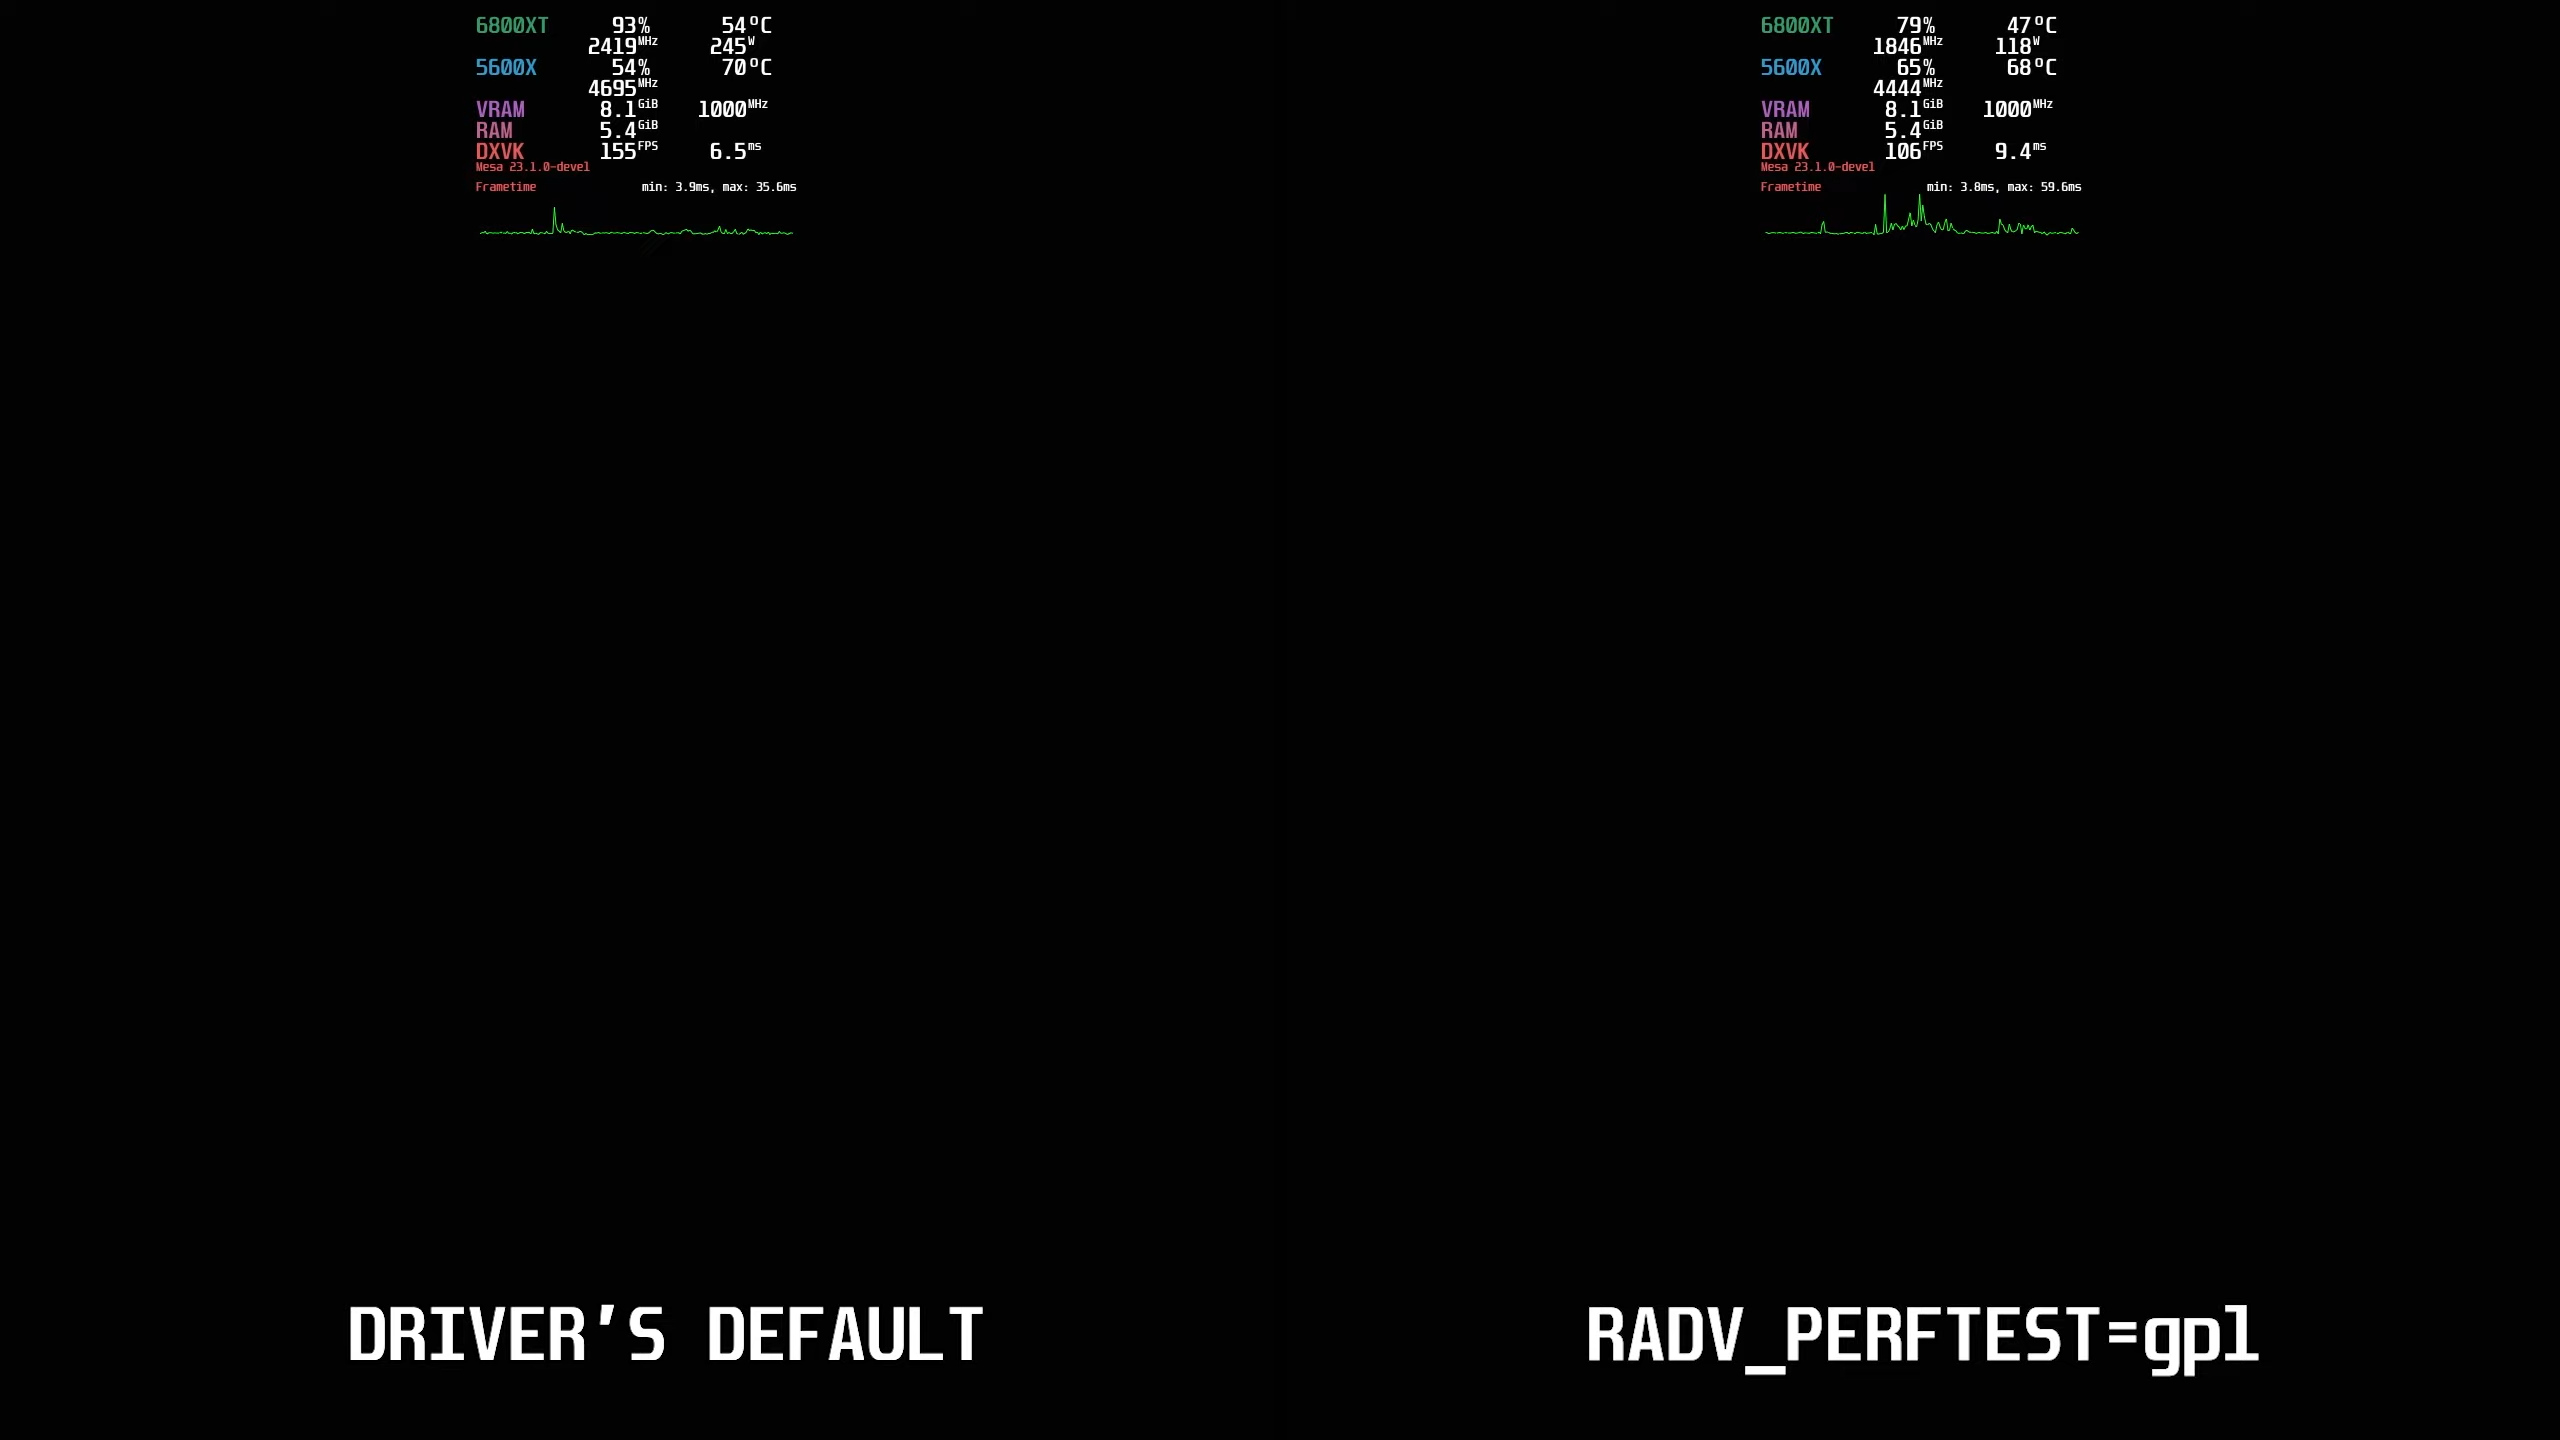 6800XT 93% 54°C
2419MHz 245W
5600X 54% 70°C
4695MHz
VRAM 8.1GiB 1000MHz
RAM 5.4GiB
DXVK 155FPS 6.5ms
Mesa 23.1.0-devel
Frametime min: 3.9ms, max: 35.6ms
DRIVER'S DEFAULT
6800XT 79% 47°C
1846MHz 118W
5600X 65% 68°C
4444MHz
VRAM 8.1GiB 1000MHz
RAM 5.4GiB
DXVK 106FPS 9.4ms
Mesa 23.1.0-devel
Frametime min: 3.8ms, max: 59.6ms
RADV_PERFTEST=gpl